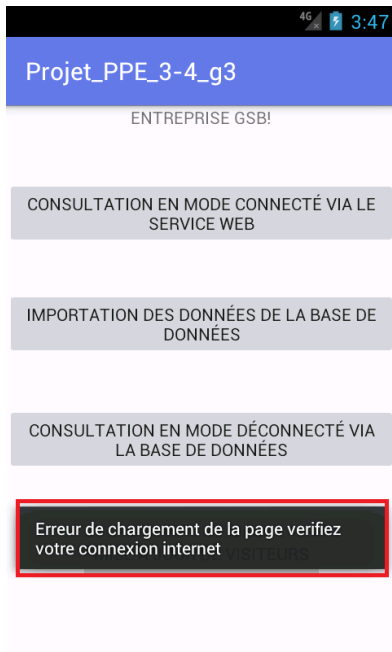 4G
3:47
Projet_PPE_3-4_g3
ENTREPRISE GSB!
CONSULTATION EN MODE CONNECTÉ VIA LE
SERVICE WEB
IMPORTATION DES DONNÉES DE LA BASE DE
DONNÉES
CONSULTATION EN MODE DÉCONNECTÉ VIA
LA BASE DE DONNÉES
Erreur de chargement de la page verifiez
votre connexion internet
VISITEURS